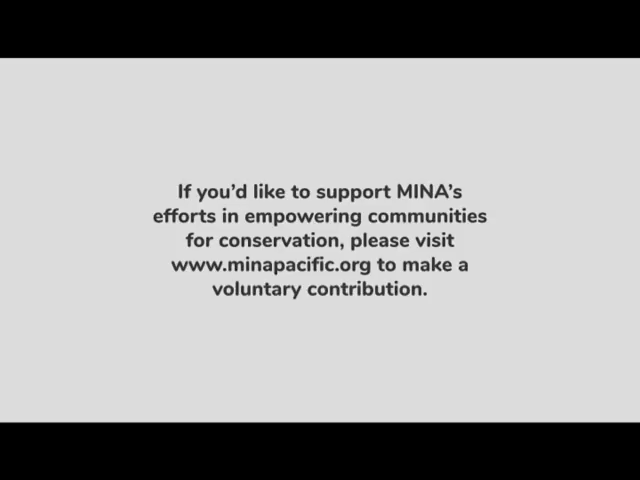 If you’d like to support MINA’s
efforts in empowering communities
for conservation, please visit
www.minapacific.org to make a
voluntary contribution.